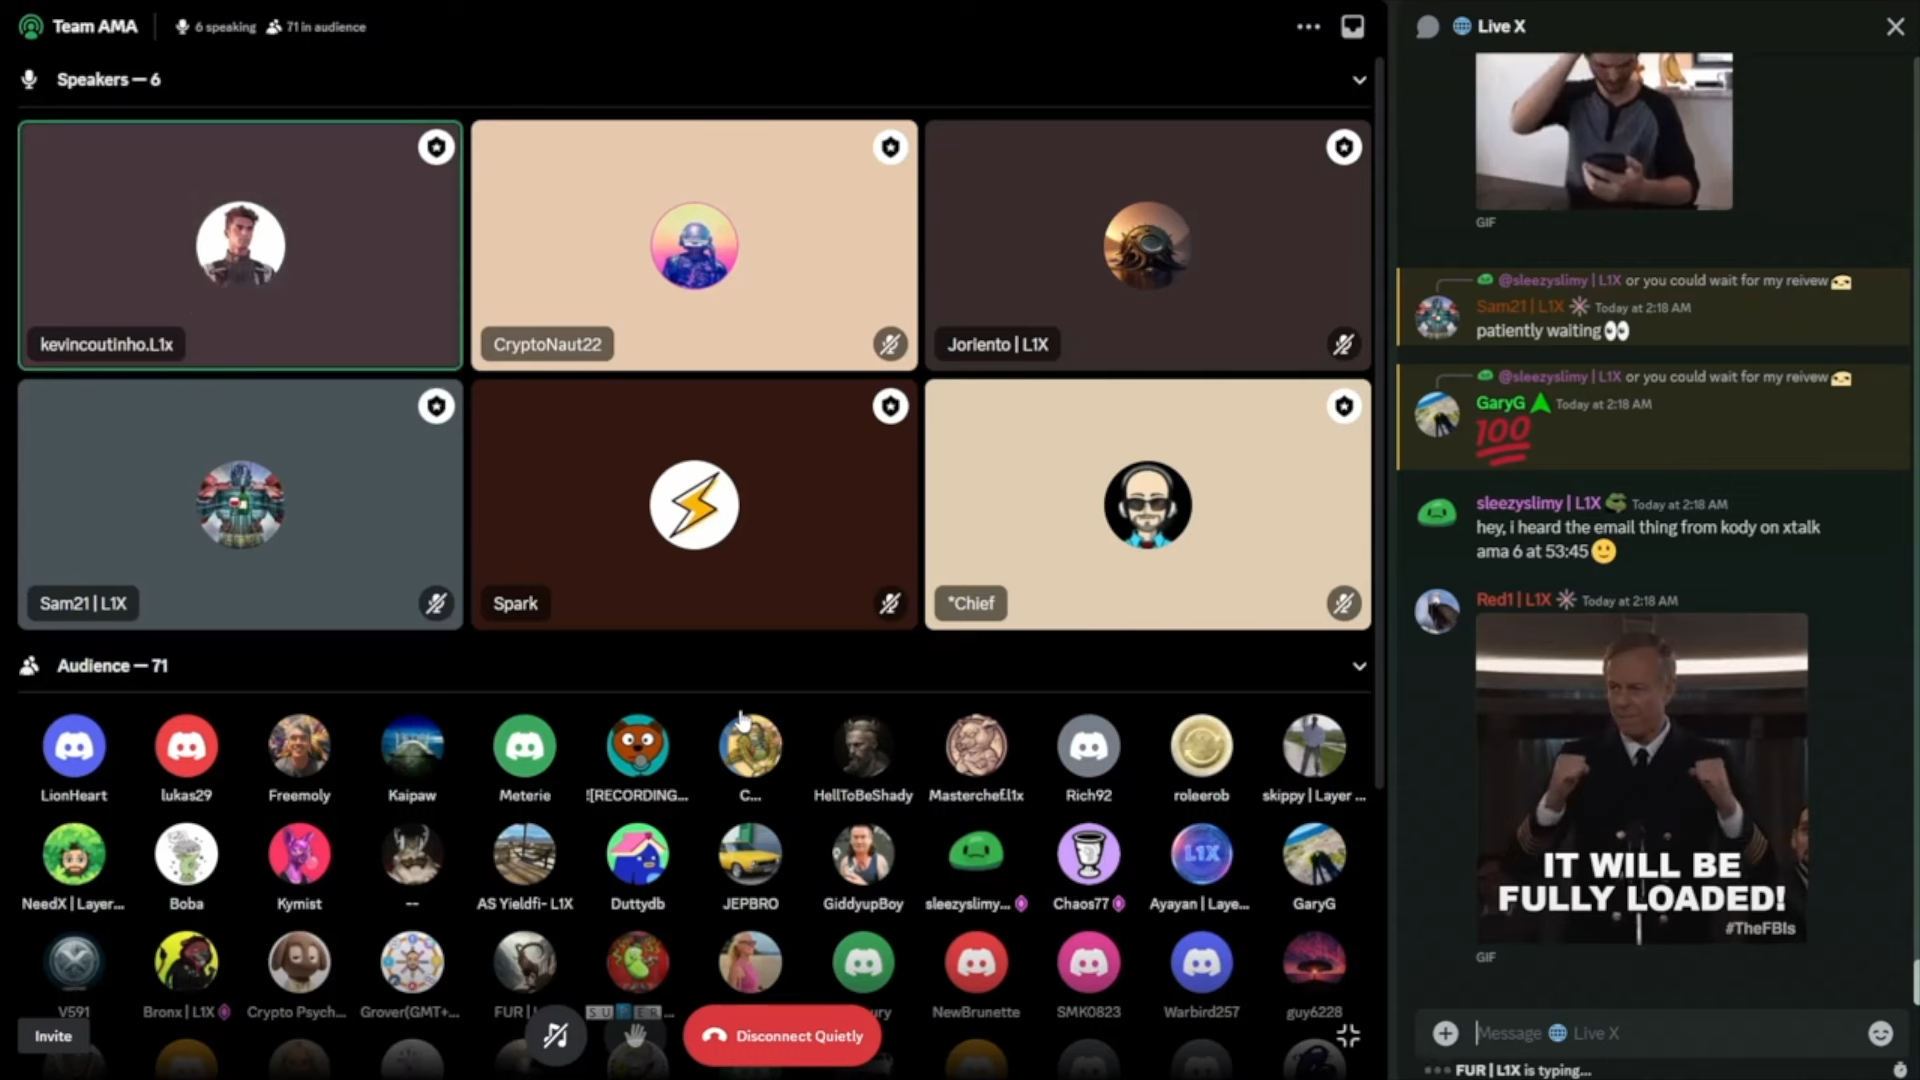 Team AMA
6 speaking
71 in audience
Speakers — 6
kevincoutinho.L1x
CryptoNaut22
Joriento | L1X
Sam21 | L1X
Spark
*Chief
Audience — 71
LionHeart
lukas29
Freemoly
Kaipaw
Meterie
![RECORDING...
C...
HellToBeShady
Masterchef.l1x
Rich92
roleerob
skippy | Layer ...
NeedX | Layer...
Boba
Kymist
--
AS Yieldfi- L1X
Duttydb
JEPBRO
GiddyupBoy
sleezyslimy...
Chaos77
L1X
Ayayan | Laye...
GaryG
V591
Bronx | L1X
Crypto Psych...
Grover(GMT+...
FUR | L
SUPER...
ury
NewBrunette
SMK0823
Warbird257
guy6228
Invite
Disconnect Quietly
Live X
GIF
@sleezyslimy | L1X or you could wait for my reivew
Sam21 | L1X Today at 2:18 AM
patiently waiting
@sleezyslimy | L1X or you could wait for my reivew
GaryG Today at 2:18 AM
100
sleezyslimy | L1X Today at 2:18 AM
hey, i heard the email thing from kody on xtalk
ama 6 at 53:45
Red1 | L1X Today at 2:18 AM
IT WILL BE
FULLY LOADED!
#TheFBIs
GIF
Message Live X
FUR | L1X is typing...